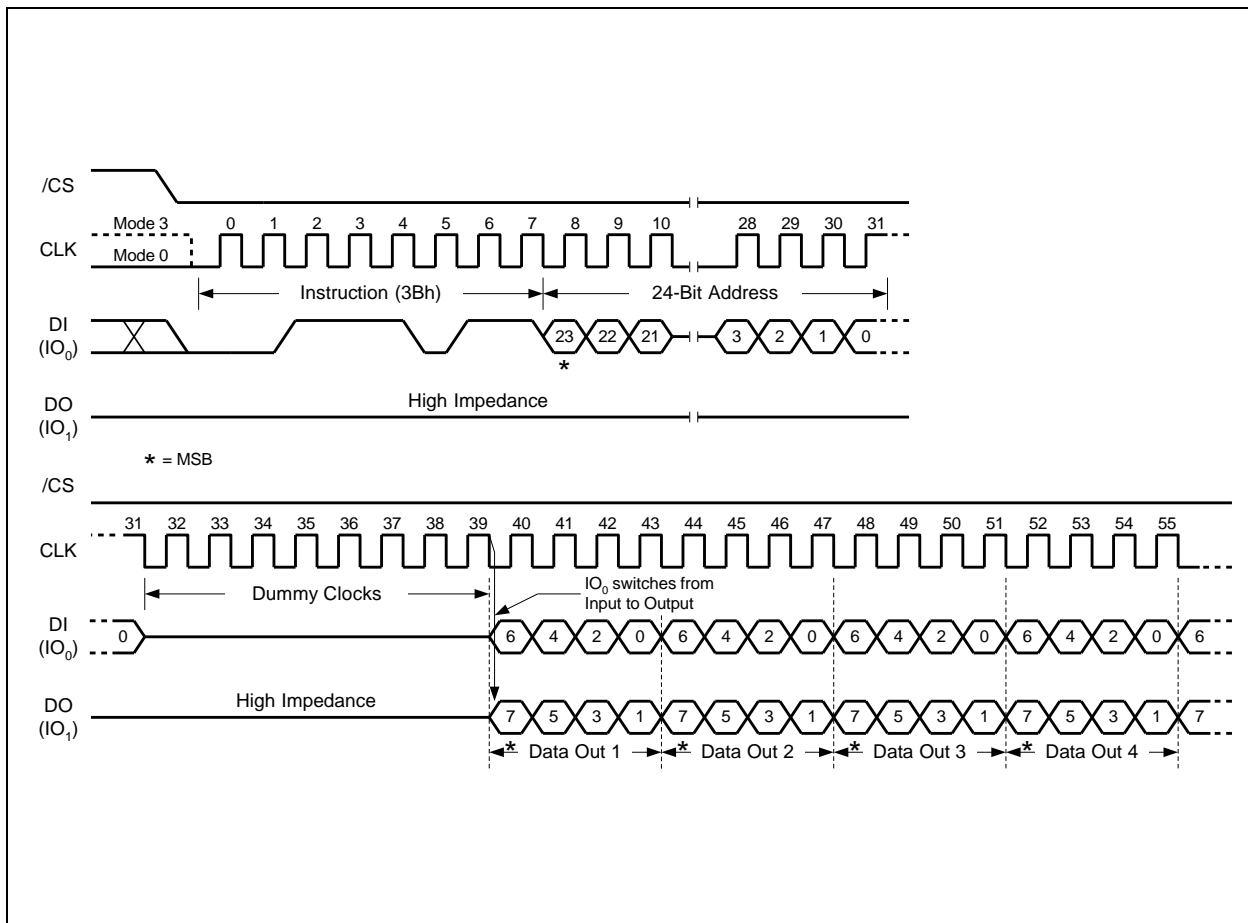 /CS
Mode 3 0 1 2 3 4 5 6 7 8 9 10 28 29 30 31
CLK
Mode 0
Instruction (3Bh) 24-Bit Address
DI
(IO0) 23 22 21 3 2 1 0
*
DO High Impedance
(IO1)
* = MSB
/CS
31 32 33 34 35 36 37 38 39 40 41 42 43 44 45 46 47 48 49 50 51 52 53 54 55
CLK
Dummy Clocks IO0 switches from
Input to Output
DI
(IO0) 0 6 4 2 0 6 4 2 0 6 4 2 0 6 4 2 0 6
DO High Impedance
(IO1) 7 5 3 1 7 5 3 1 7 5 3 1 7 5 3 1 7
* Data Out 1 * Data Out 2 * Data Out 3 * Data Out 4